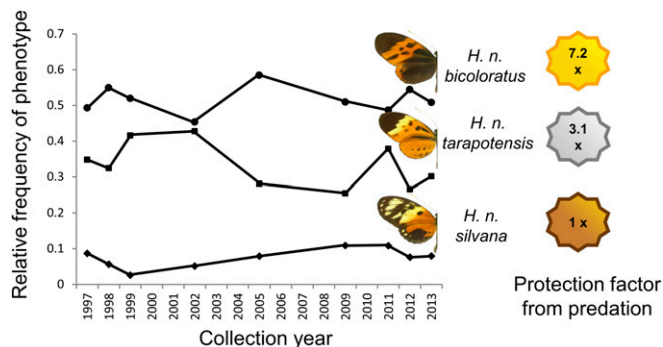 Relative frequency of phenotype
0.7
0.6
0.5
0.4
0.3
0.2
0.1
0
1997
1998
1999
2000
2001
2002
2003
2004
2005
2006
2007
2008
2009
2010
2011
2012
2013
Collection year
H. n.
bicoloratus
7.2
x
H. n.
tarapotensis
3.1
x
H. n.
silvana
1 x
Protection factor
from predation